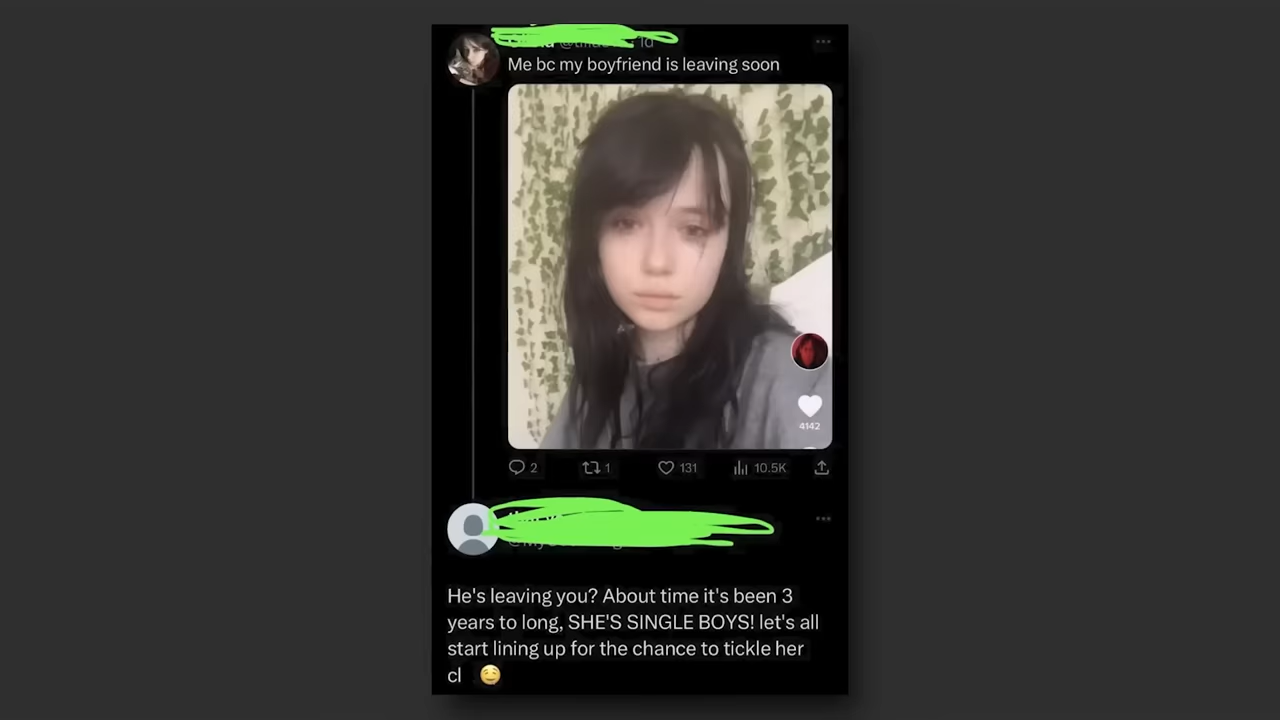 1d
Me bc my boyfriend is leaving soon
4142
2 1 131 10.5K
He's leaving you? About time it's been 3
years to long, SHE'S SINGLE BOYS! let's all
start lining up for the chance to tickle her
cl 🤤